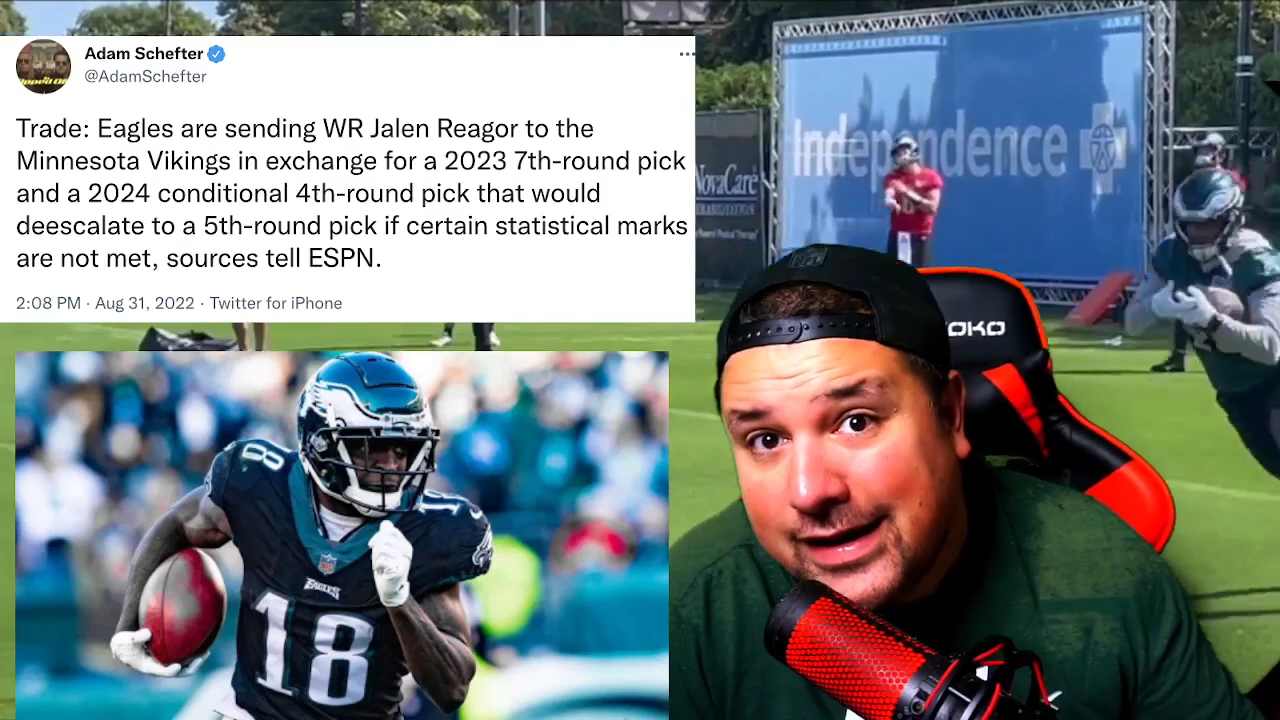 Adam Schefter
@AdamSchefter
Trade: Eagles are sending WR Jalen Reagor to the
Minnesota Vikings in exchange for a 2023 7th-round pick
and a 2024 conditional 4th-round pick that would
deescalate to a 5th-round pick if certain statistical marks
are not met, sources tell ESPN.
2:08 PM · Aug 31, 2022 · Twitter for iPhone
Independence
NovaCare
NFL
OKO
18
18
EAGLES
18